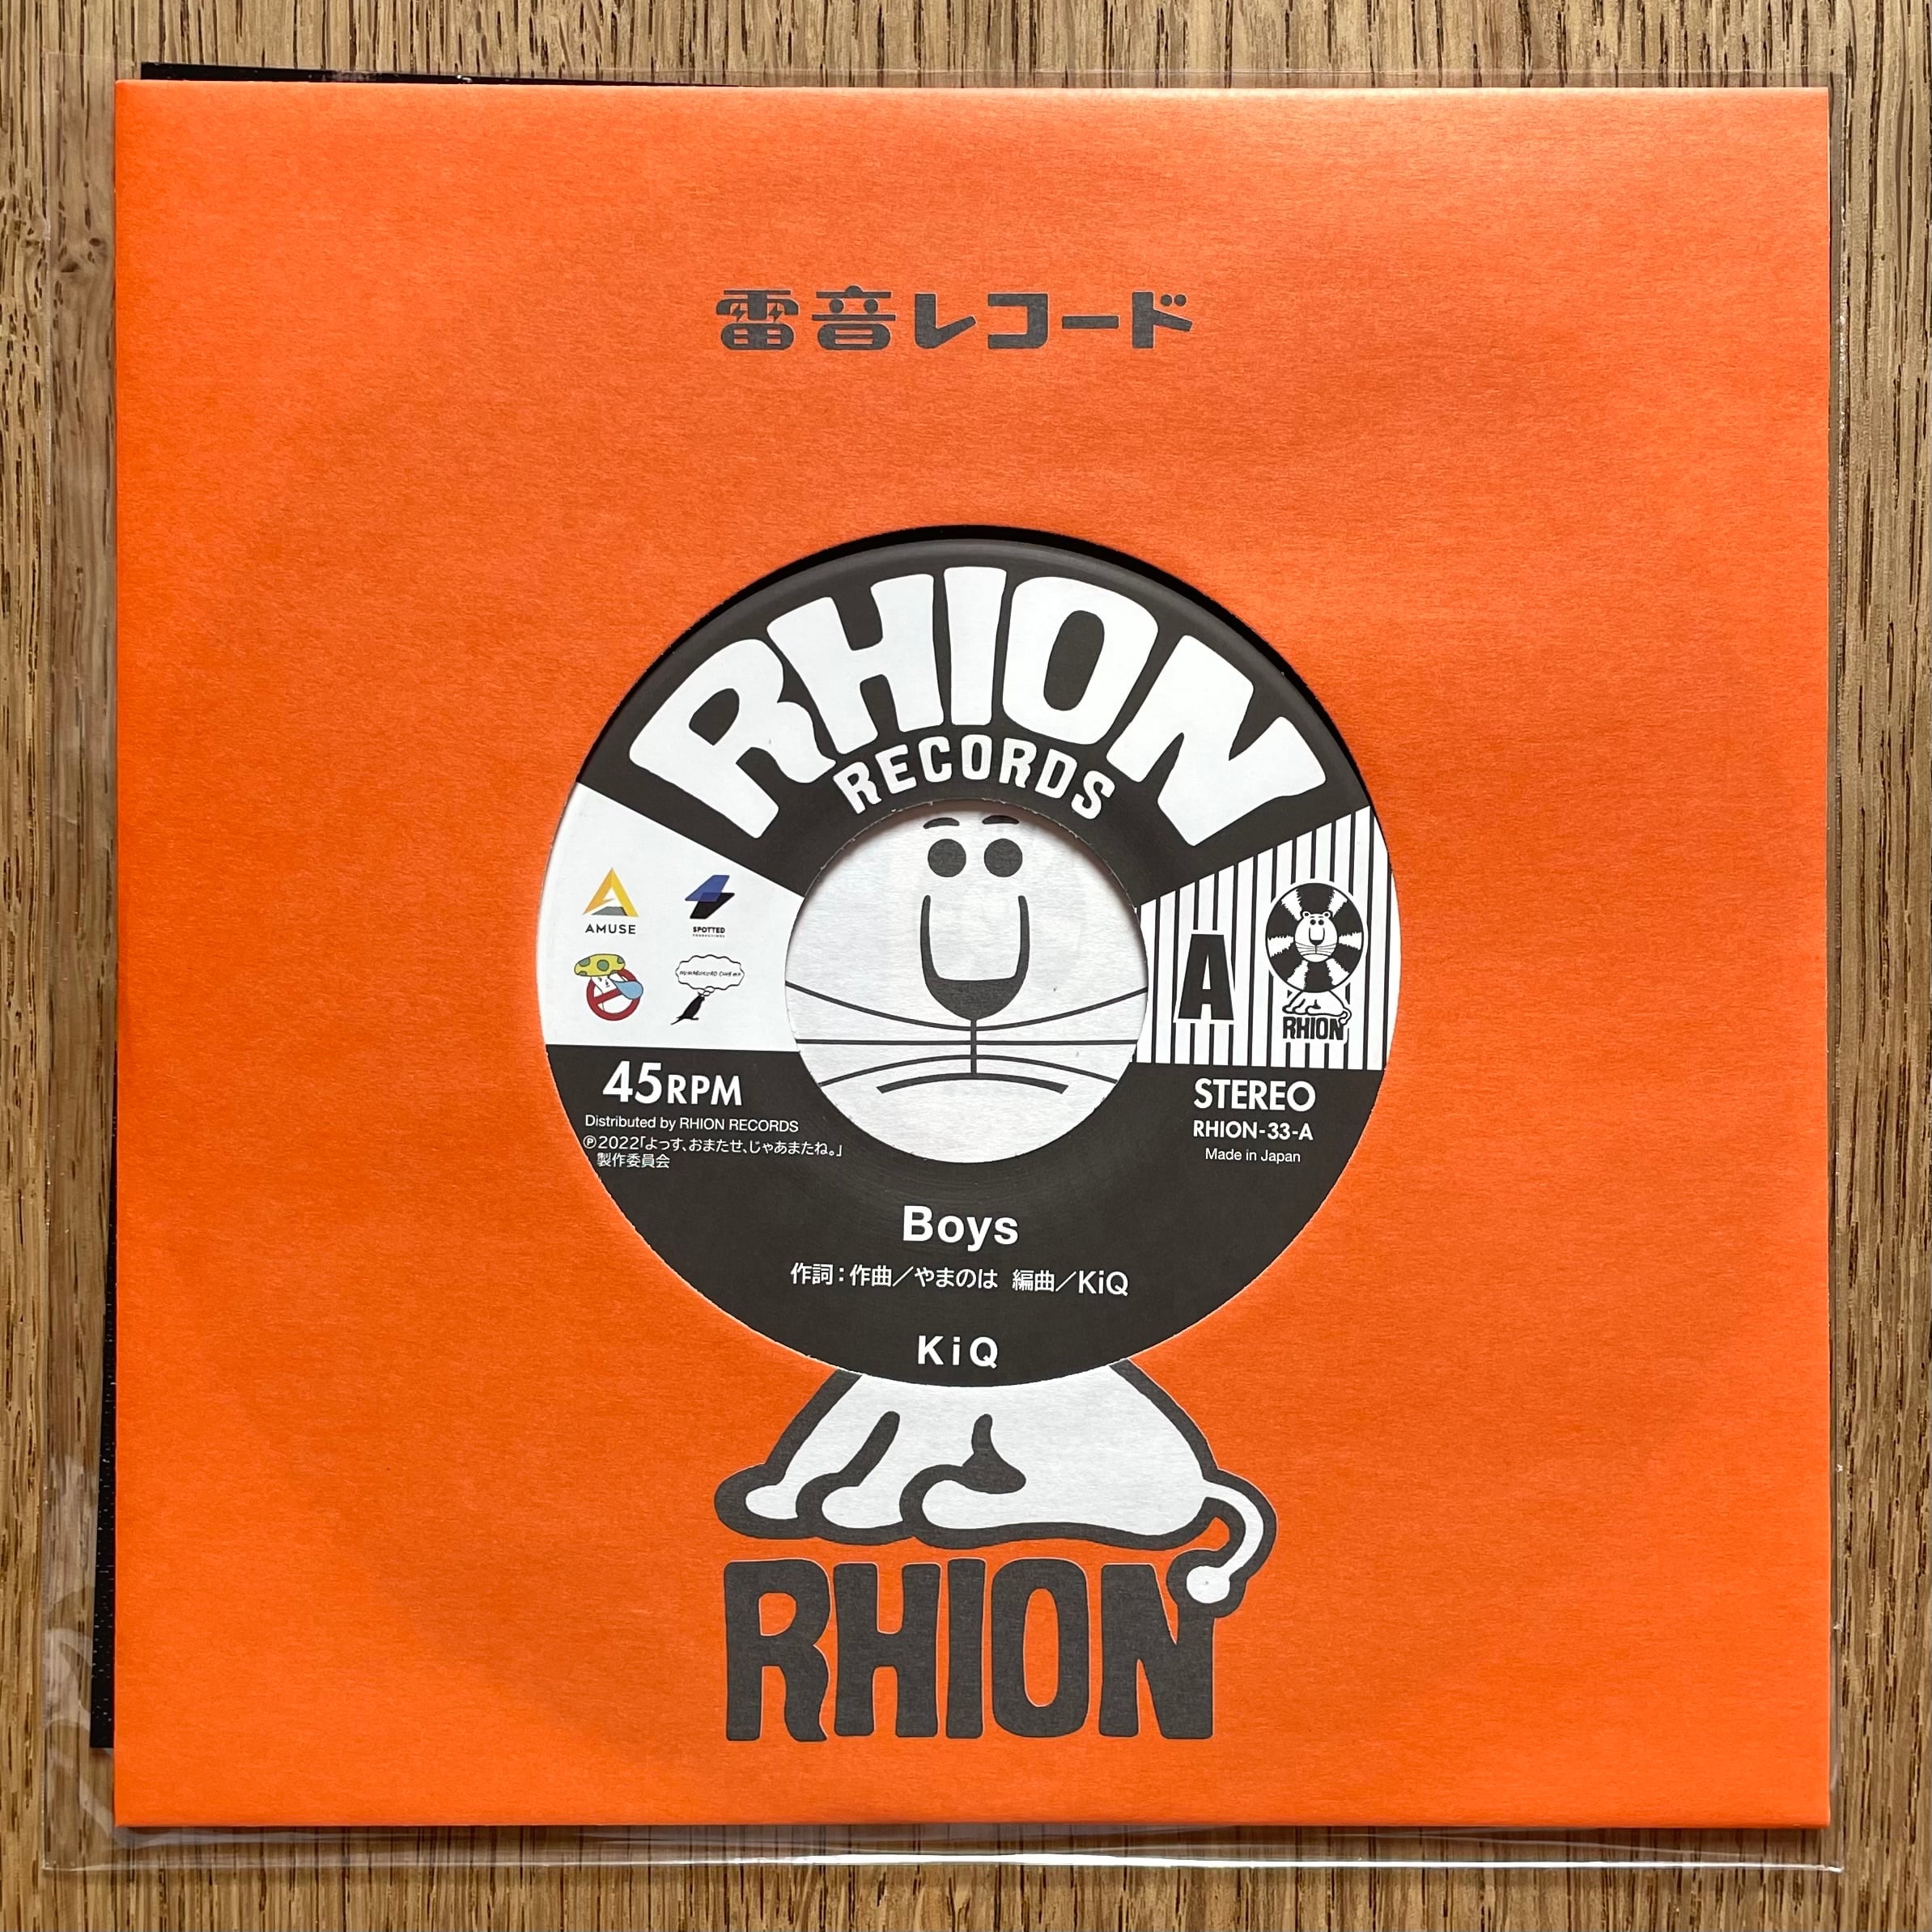 雷音レコード
RHION
RECORDS
AMUSE
SPOTTED
A
RHION
45RPM
Distributed by RHION RECORDS
℗2022「よっす、おまたせ、じゃあまたね。」
製作委員会
STEREO
RHION-33-A
Made in Japan
Boys
作詞:作曲/やまのは 編曲/KiQ
KiQ
RHION